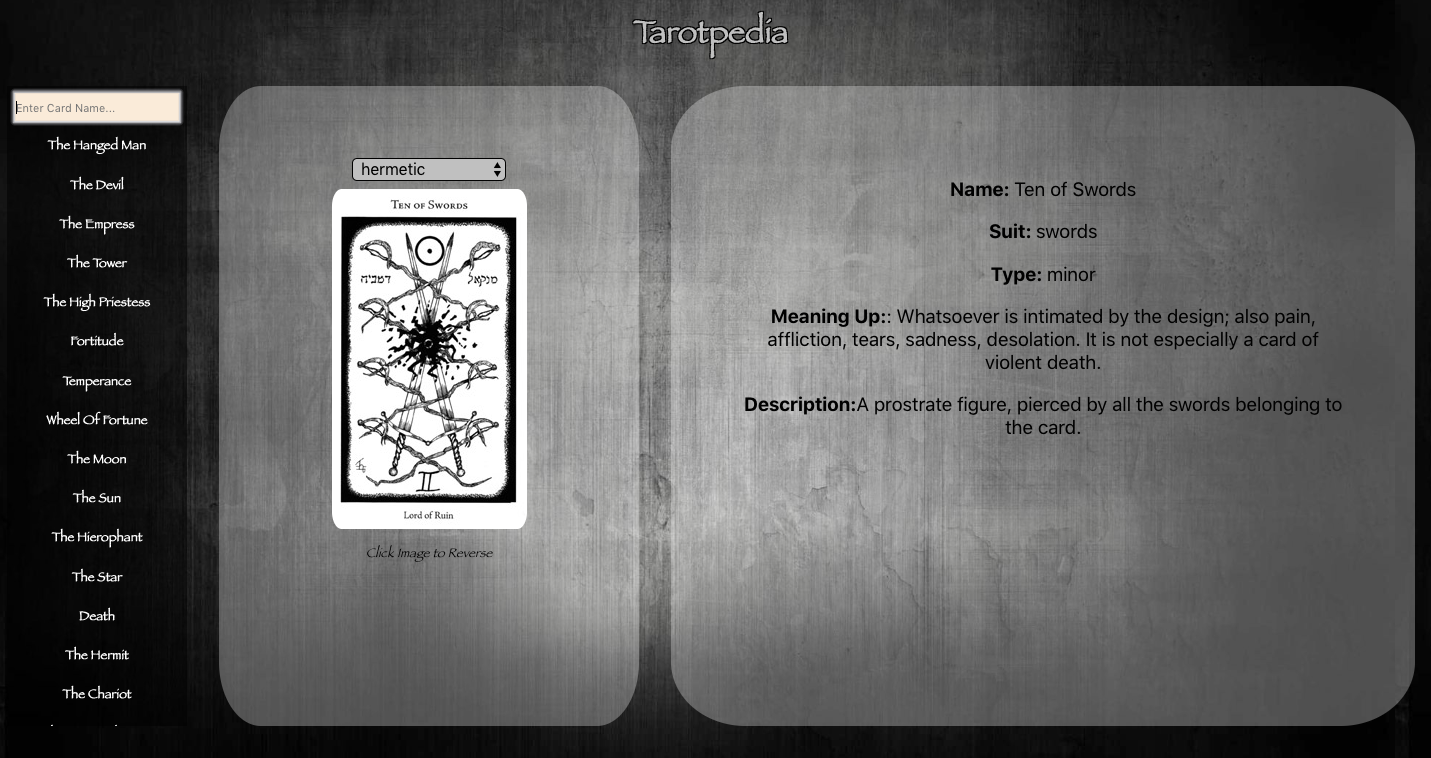 Tarotpedia
Enter Card Name...
The Hanged Man
The Devil
The Empress
The Tower
The High Priestess
Fortitude
Temperance
Wheel Of Fortune
The Moon
The Sun
The Hierophant
The Star
Death
The Hermit
The Chariot
hermetic
Ten of Swords
דמביה
מנקאל
II
Lord of Ruin
Click Image to Reverse
Name: Ten of Swords
Suit: swords
Type: minor
Meaning Up:: Whatsoever is intimated by the design; also pain,
affliction, tears, sadness, desolation. It is not especially a card of
violent death.
Description:A prostrate figure, pierced by all the swords belonging to
the card.